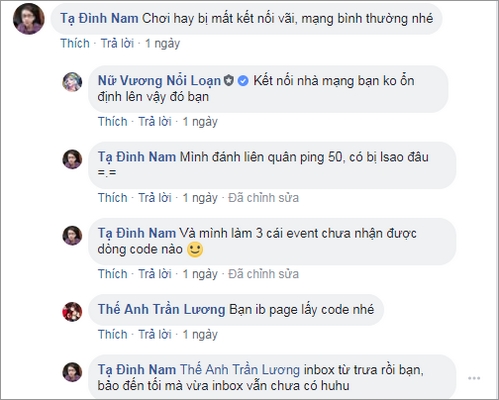 Tạ Đình Nam Chơi hay bị mất kết nối vãi, mạng bình thường nhé
Thích · Trả lời · 1 ngày
Nữ Vương Nổi Loạn Kết nối nhà mạng bạn ko ổn
định lên vậy đó bạn
Thích · Trả lời · 1 ngày
Tạ Đình Nam Mình đánh liên quân ping 50, có bị lsao đâu
=.=
Thích · Trả lời · 1 ngày · Đã chỉnh sửa
Tạ Đình Nam Và mình làm 3 cái event chưa nhận được
dòng code nào 🙂
Thích · Trả lời · 1 ngày · Đã chỉnh sửa
Thế Anh Trần Lương Bạn ib page lấy code nhé
Thích · Trả lời · 1 ngày
Tạ Đình Nam Thế Anh Trần Lương inbox từ trưa rồi bạn,
bảo đến tối mà vừa inbox vẫn chưa có huhu